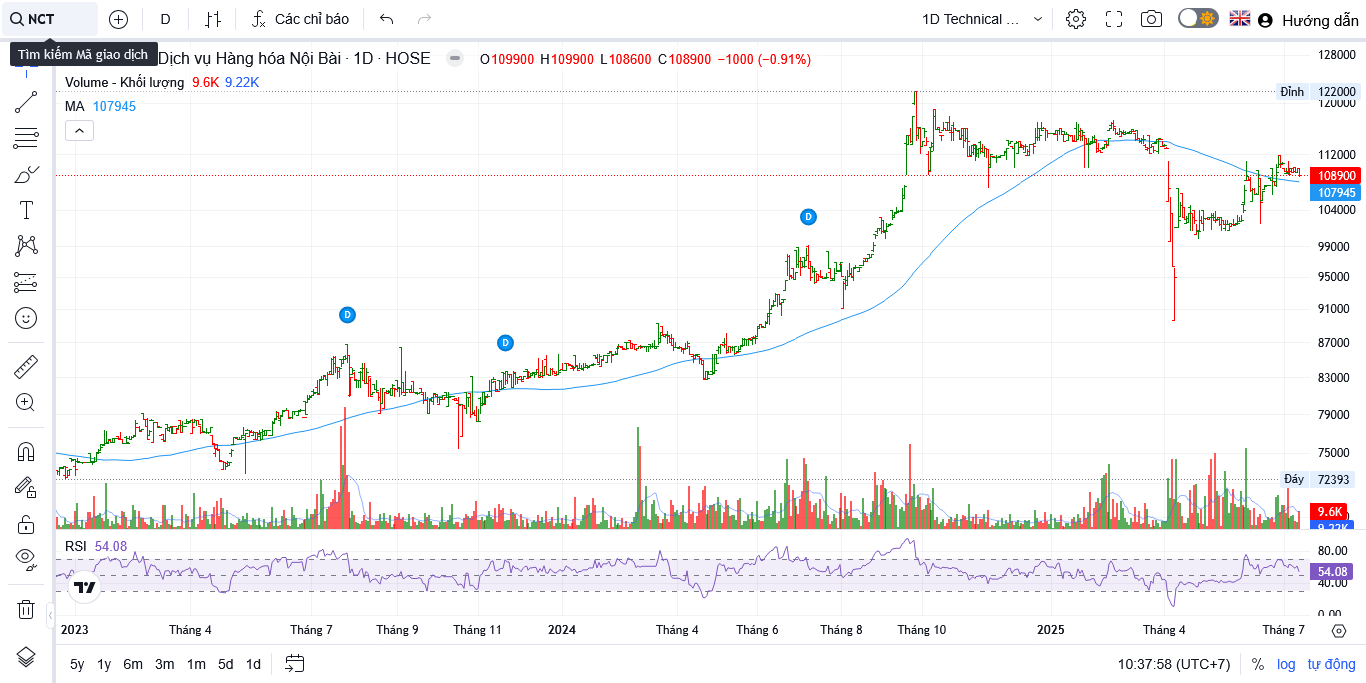 NCT D Các chỉ báo 1D Technical ... Hướng dẫn
Tìm kiếm Mã giao dịch
Dịch vụ Hàng hóa Nội Bài · 1D · HOSE O109900 H109900 L108600 C108900 −1000 (−0.91%)
Volume - Khối lượng 9.6K 9.22K
MA 107945
128000
Đỉnh 122000
120000
112000
108900
107945
104000
99000
95000
91000
87000
83000
79000
75000
Đáy 72393
9.6K
9.22K
D
D
D
RSI 54.08
80.00
54.08
40.00
0.00
2023 Tháng 4 Tháng 7 Tháng 9 Tháng 11 2024 Tháng 4 Tháng 6 Tháng 8 Tháng 10 2025 Tháng 4 Tháng 7
5y 1y 6m 3m 1m 5d 1d 10:37:58 (UTC+7) % log tự động